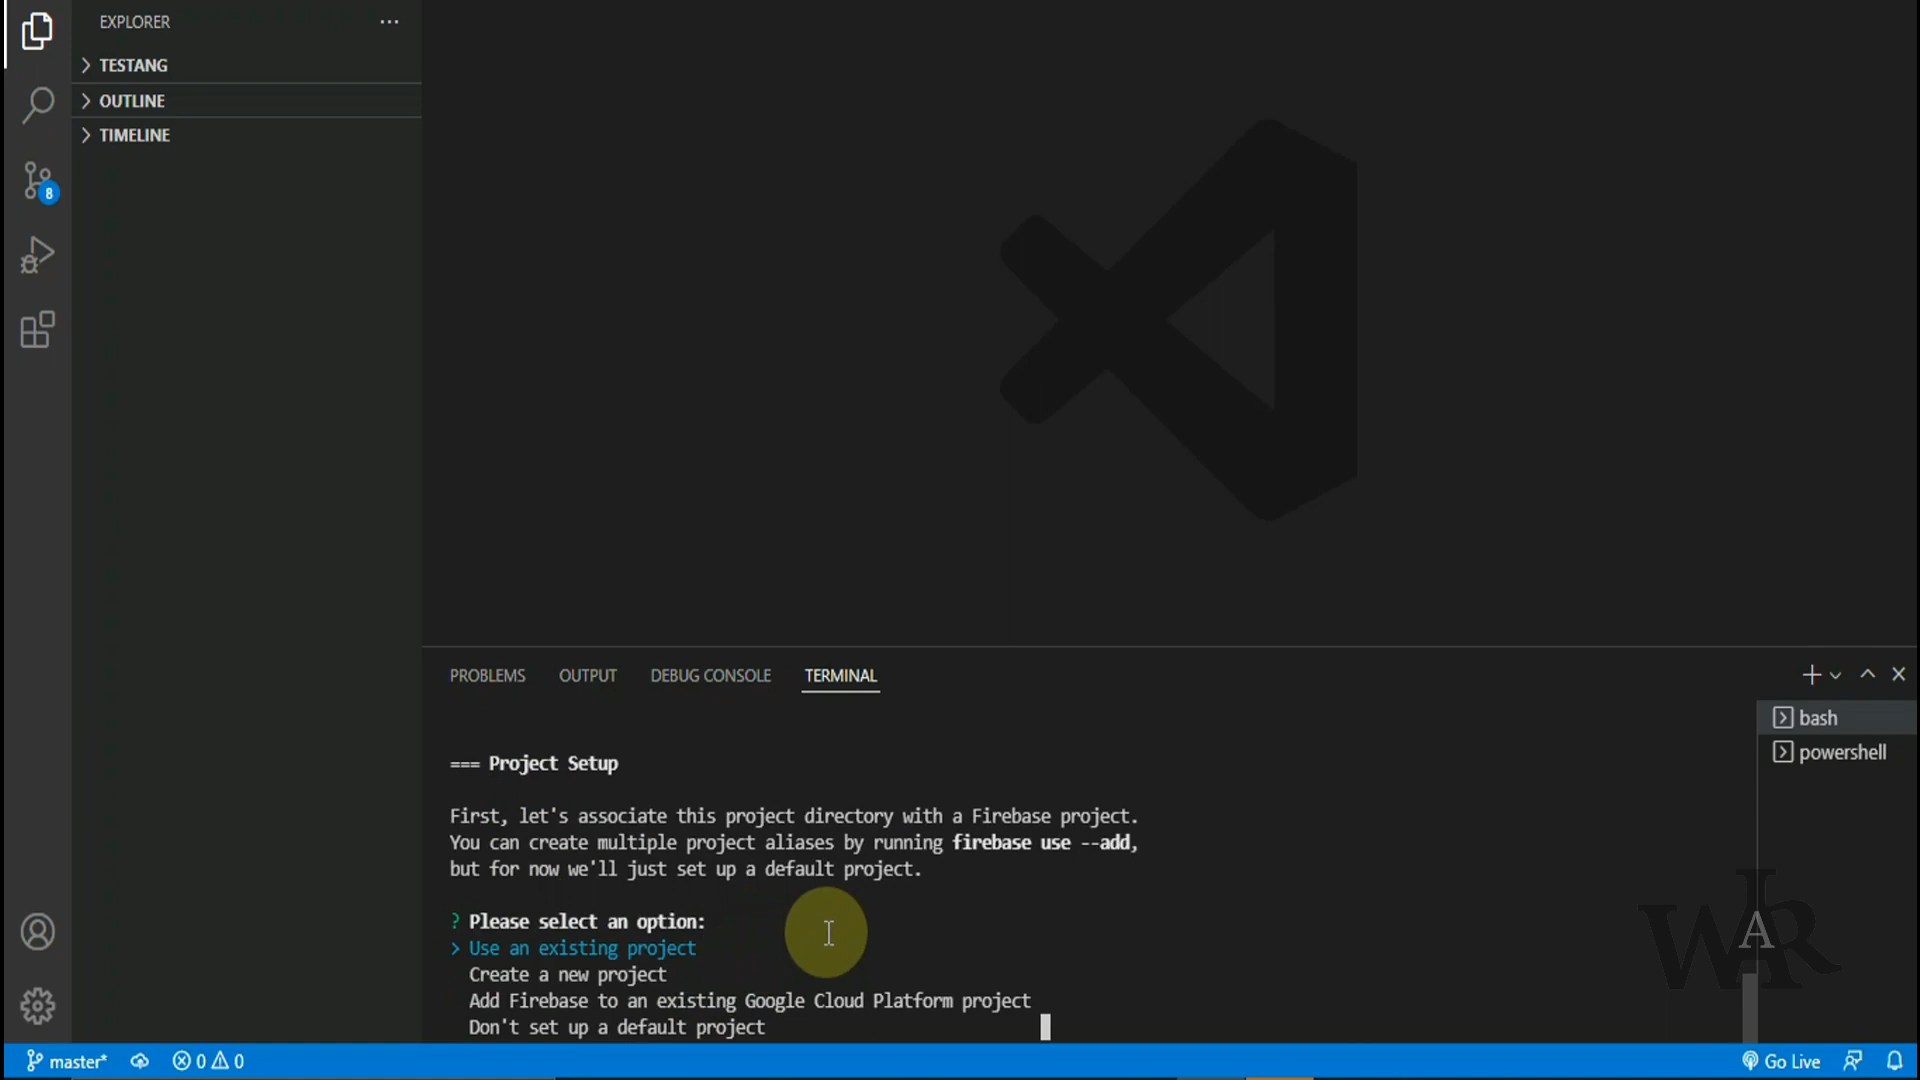 EXPLORER
TESTANG
OUTLINE
TIMELINE
8
PROBLEMS OUTPUT DEBUG CONSOLE TERMINAL
bash
powershell
=== Project Setup
First, let's associate this project directory with a Firebase project.
You can create multiple project aliases by running firebase use --add,
but for now we'll just set up a default project.
? Please select an option:
> Use an existing project
Create a new project
Add Firebase to an existing Google Cloud Platform project
Don't set up a default project
master* 0 0 Go Live